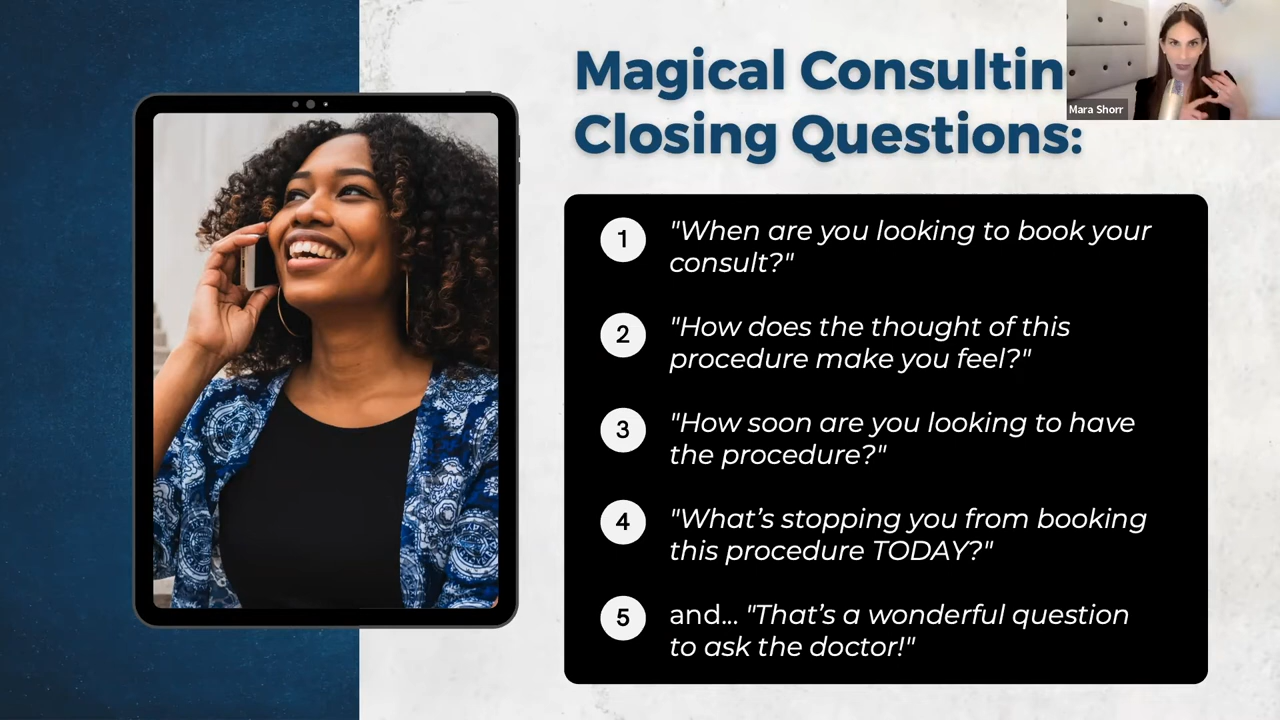 Magical Consultin
Closing Questions:
Mara Shorr
1
"When are you looking to book your
consult?"
2
"How does the thought of this
procedure make you feel?"
3
"How soon are you looking to have
the procedure?"
4
"What's stopping you from booking
this procedure TODAY?"
5
and... "That's a wonderful question
to ask the doctor!"